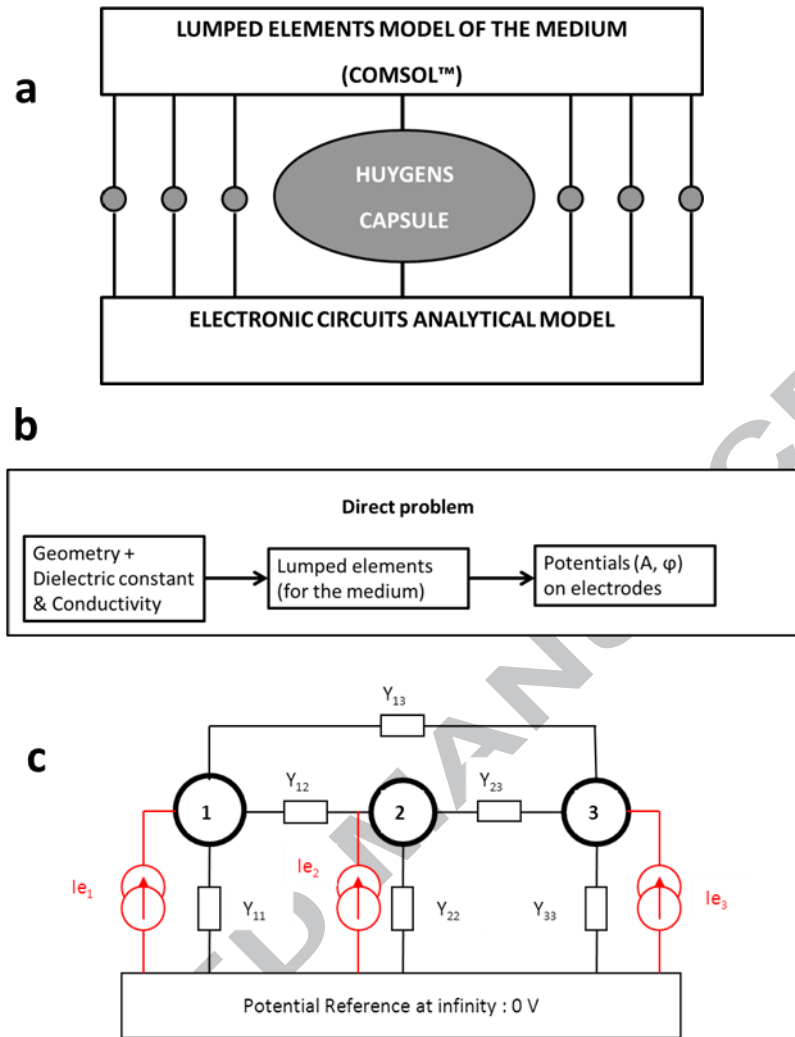 a
LUMPED ELEMENTS MODEL OF THE MEDIUM
(COMSOL™)
HUYGENS
CAPSULE
ELECTRONIC CIRCUITS ANALYTICAL MODEL
b
Direct problem
Geometry +
Dielectric constant
& Conductivity
Lumped elements
(for the medium)
Potentials (A, φ)
on electrodes
c
Y13
Y12
Y23
1
2
3
Ie1
Y11
Ie2
Y22
Y33
Ie3
Potential Reference at infinity : 0 V